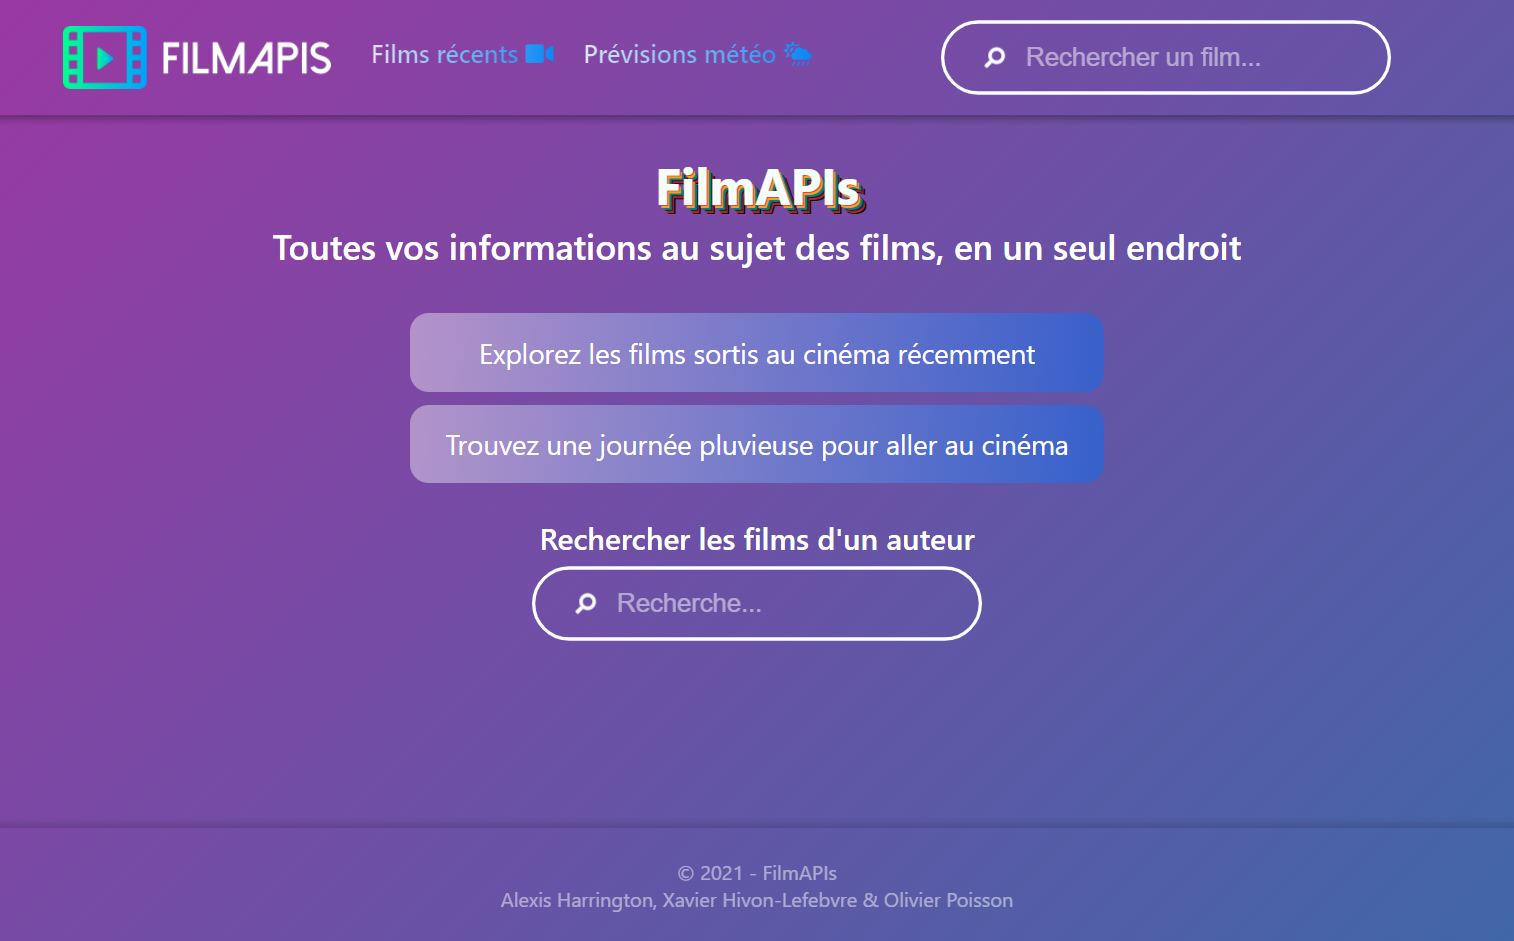 FILMAPIS
Films récents
Prévisions météo
Rechercher un film...
FilmAPIs
Toutes vos informations au sujet des films, en un seul endroit
Explorez les films sortis au cinéma récemment
Trouvez une journée pluvieuse pour aller au cinéma
Rechercher les films d'un auteur
Recherche...
© 2021 - FilmAPIs
Alexis Harrington, Xavier Hivon-Lefebvre & Olivier Poisson